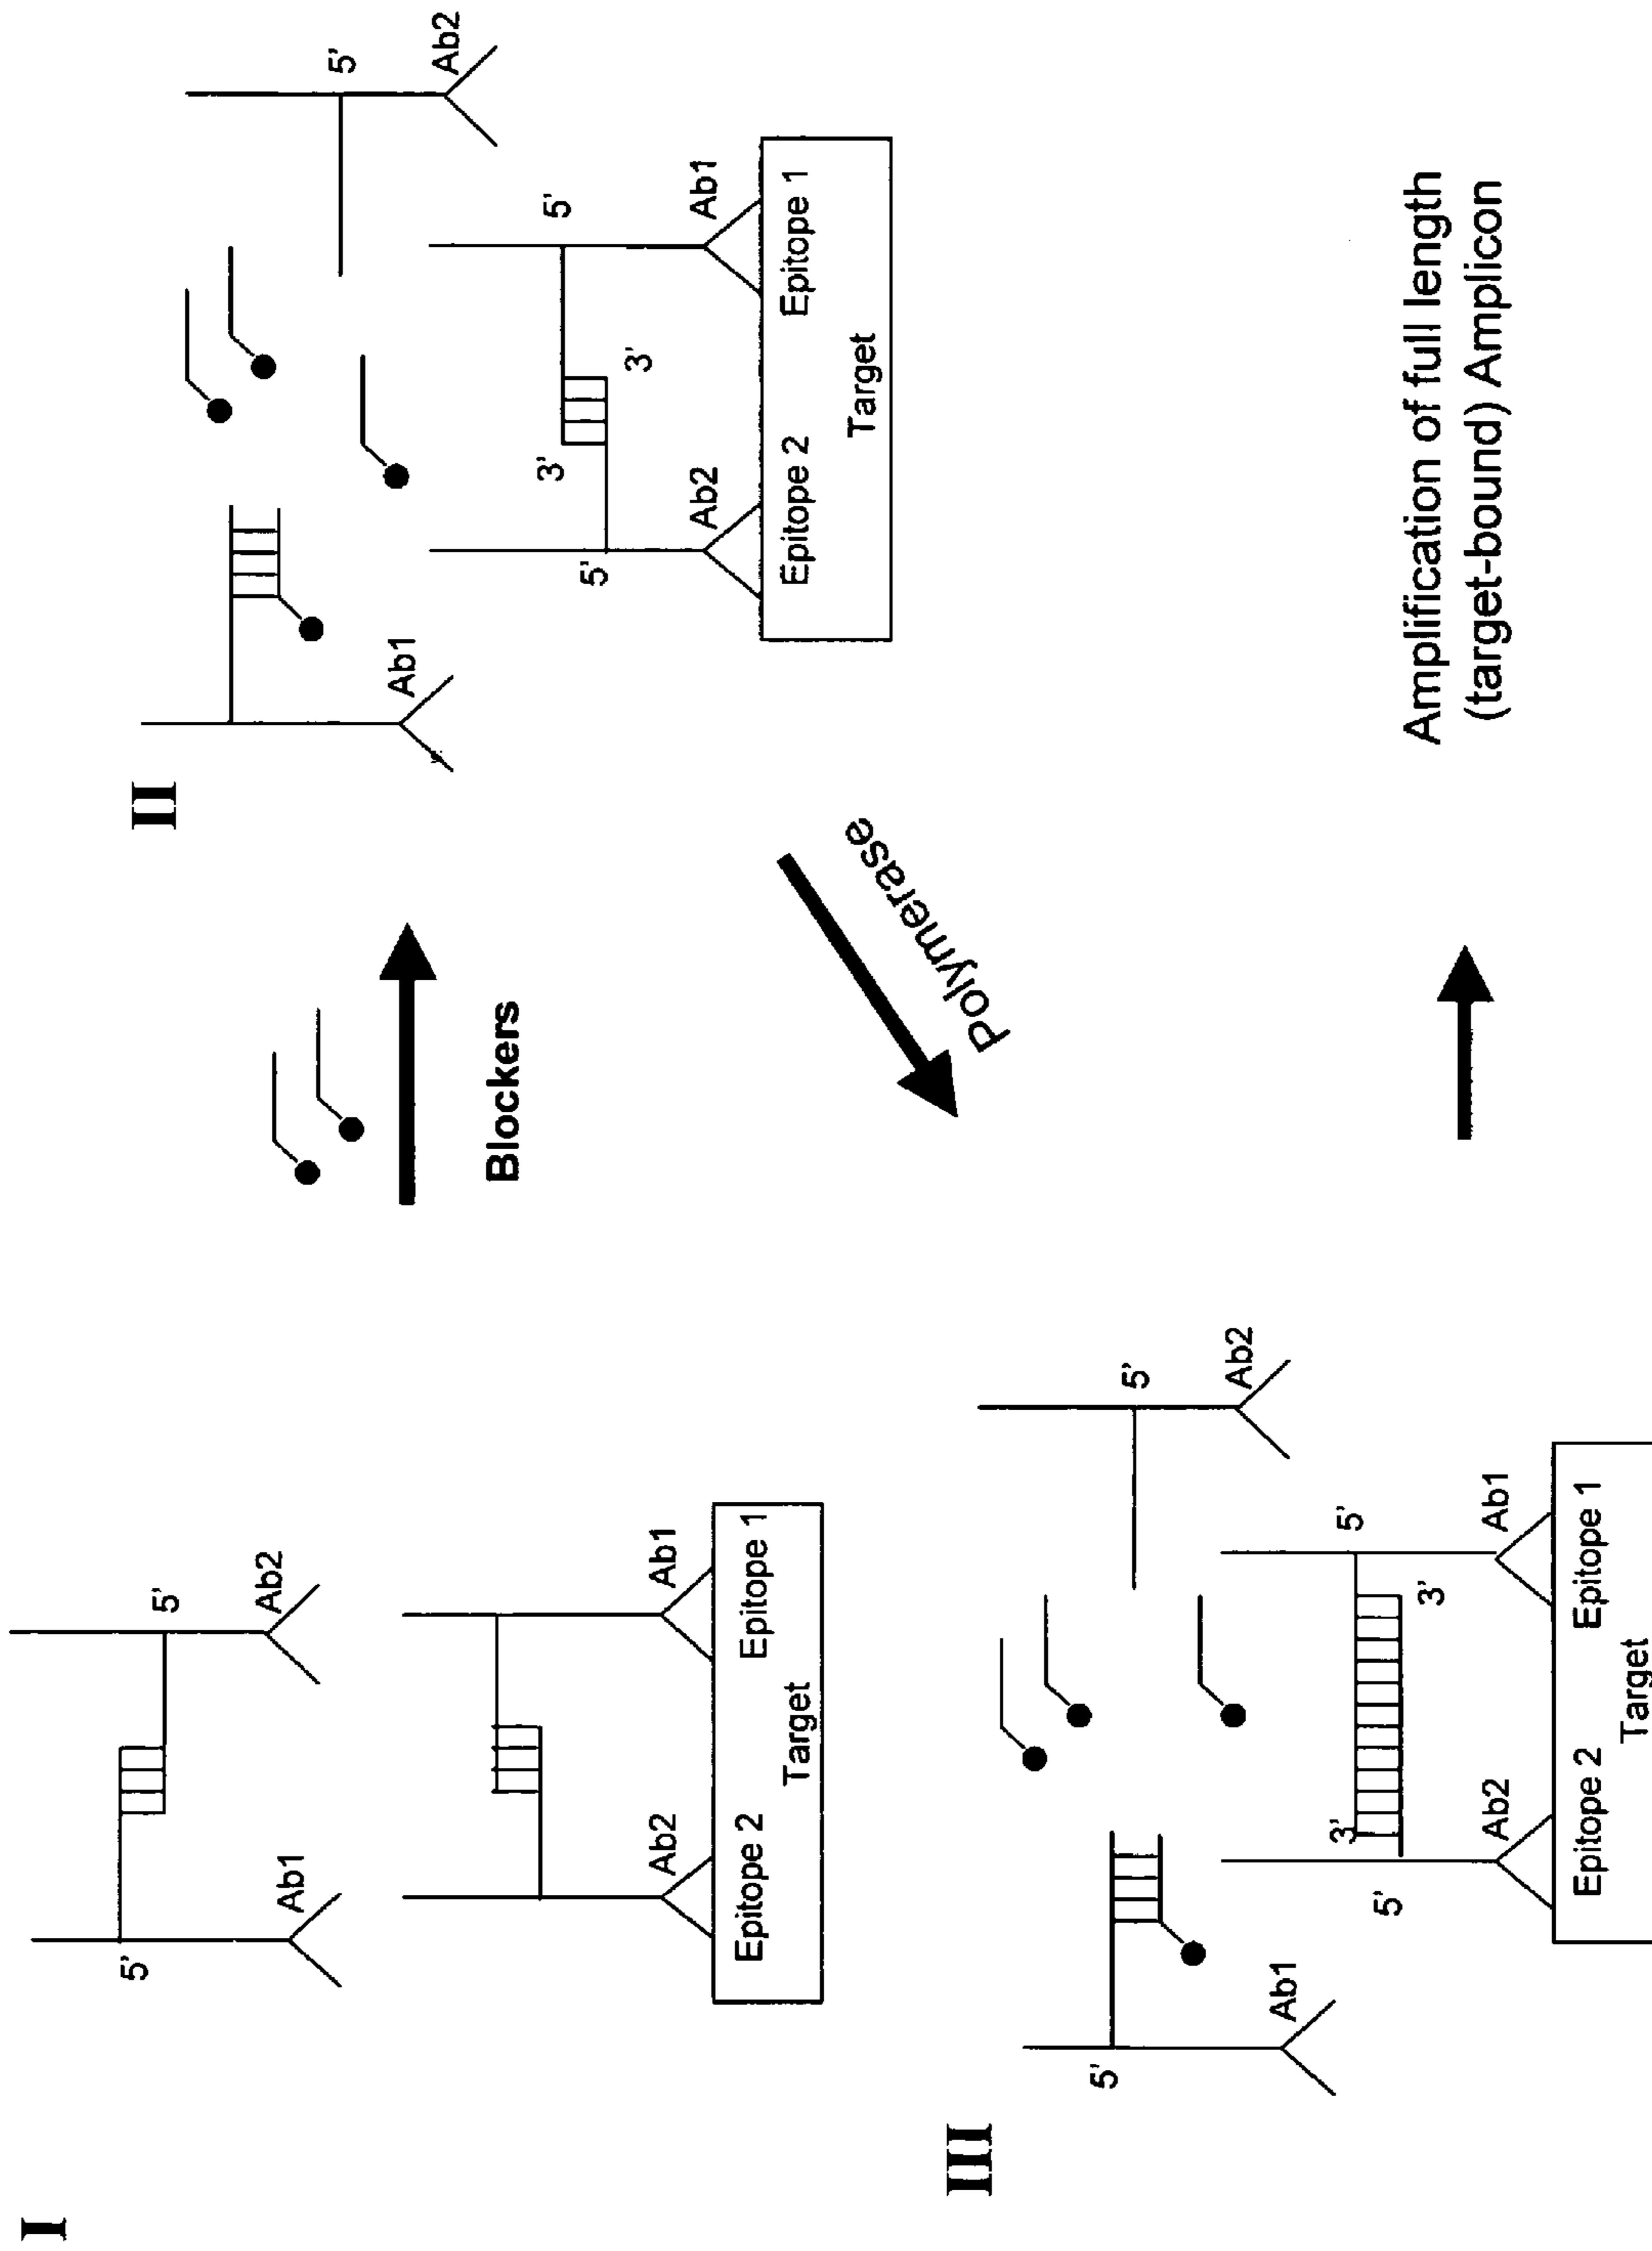 I
5'
Ab1
5'
Ab2
Ab2
Ab1
Epitope 2
Epitope 1
Target
Blockers
II
Ab1
5'
Ab2
3'
3'
5'
5'
Ab2
Ab1
Epitope 2
Epitope 1
Target
Polymerase
III
5'
Ab1
5'
Ab2
3'
3'
5'
5'
Ab2
Ab1
Epitope 2
Epitope 1
Target
Amplification of full length
(target-bound) Amplicon